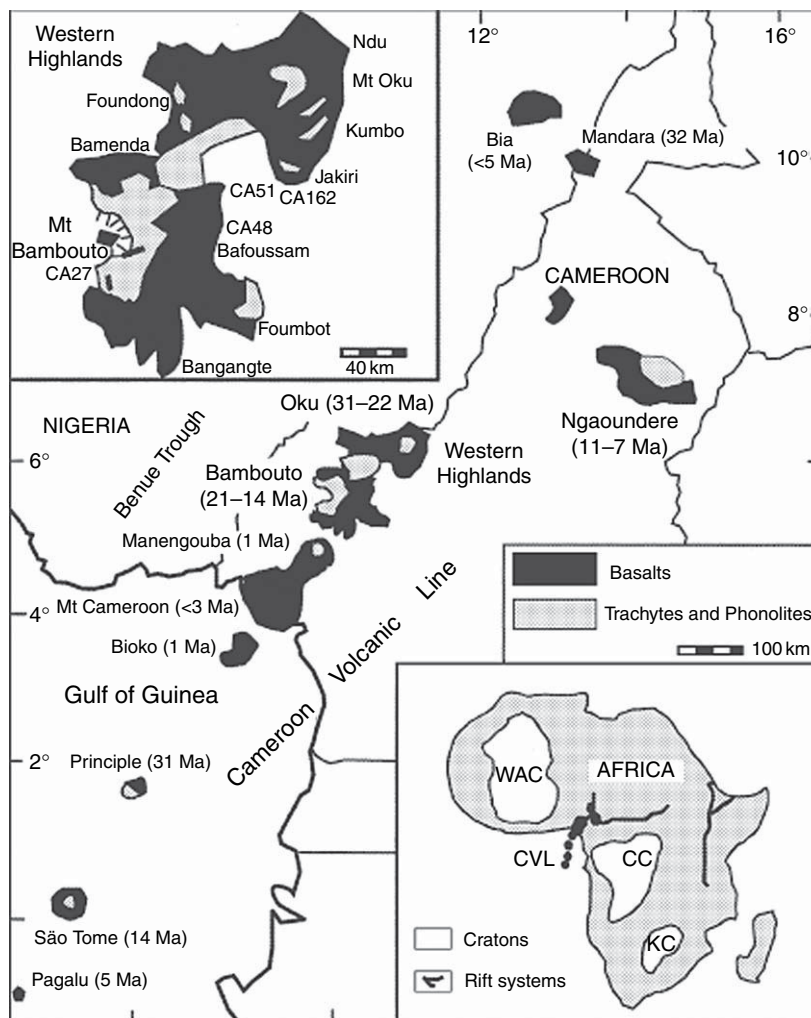 Western
Highlands
Ndu
Mt Oku
Foundong
Kumbo
Bamenda
Jakiri
CA51
CA162
Mt
Bambouto
CA48
Bafoussam
CA27
Foumbot
Bangangte
40 km
12°
16°
Bia
(<5 Ma)
Mandara (32 Ma)
10°
CAMEROON
8°
Ngaoundere
(11–7 Ma)
NIGERIA
Benue Trough
Oku (31–22 Ma)
Western
Highlands
6°
Bambouto
(21–14 Ma)
Manengouba (1 Ma)
Mt Cameroon (<3 Ma)
4°
Bioko (1 Ma)
Gulf of Guinea
Cameroon Volcanic Line
2°
Principle (31 Ma)
Säo Tome (14 Ma)
Pagalu (5 Ma)
Basalts
Trachytes and Phonolites
100 km
WAC
AFRICA
CVL
CC
KC
Cratons
Rift systems